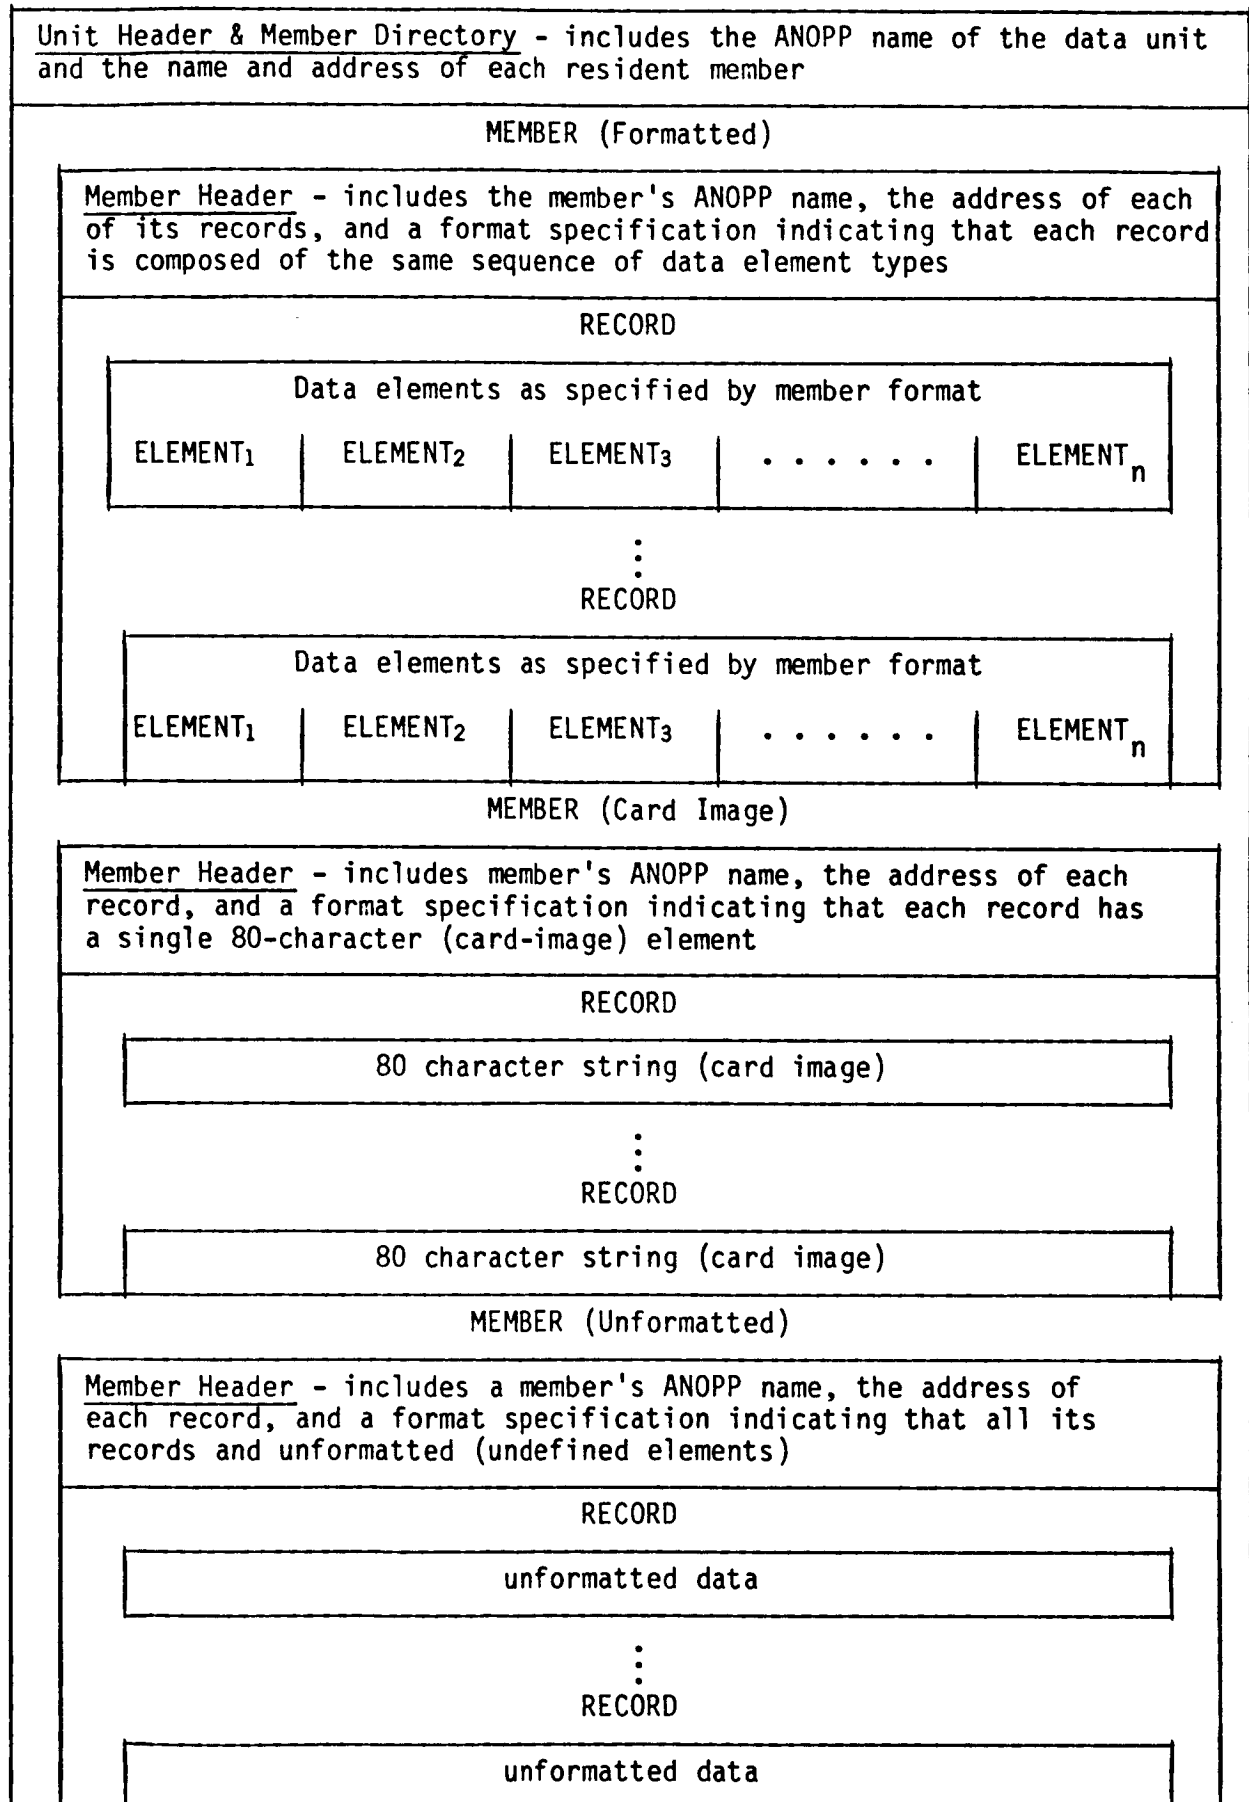 Unit Header & Member Directory - includes the ANOPP name of the data unit
and the name and address of each resident member
MEMBER (Formatted)
Member Header - includes the member's ANOPP name, the address of each
of its records, and a format specification indicating that each record
is composed of the same sequence of data element types
RECORD
Data elements as specified by member format
ELEMENT1 ELEMENT2 ELEMENT3 . . . . . . ELEMENTn
RECORD
Data elements as specified by member format
ELEMENT1 ELEMENT2 ELEMENT3 . . . . . . ELEMENTn
MEMBER (Card Image)
Member Header - includes member's ANOPP name, the address of each
record, and a format specification indicating that each record has
a single 80-character (card-image) element
RECORD
80 character string (card image)
RECORD
80 character string (card image)
MEMBER (Unformatted)
Member Header - includes a member's ANOPP name, the address of
each record, and a format specification indicating that all its
records and unformatted (undefined elements)
RECORD
unformatted data
RECORD
unformatted data